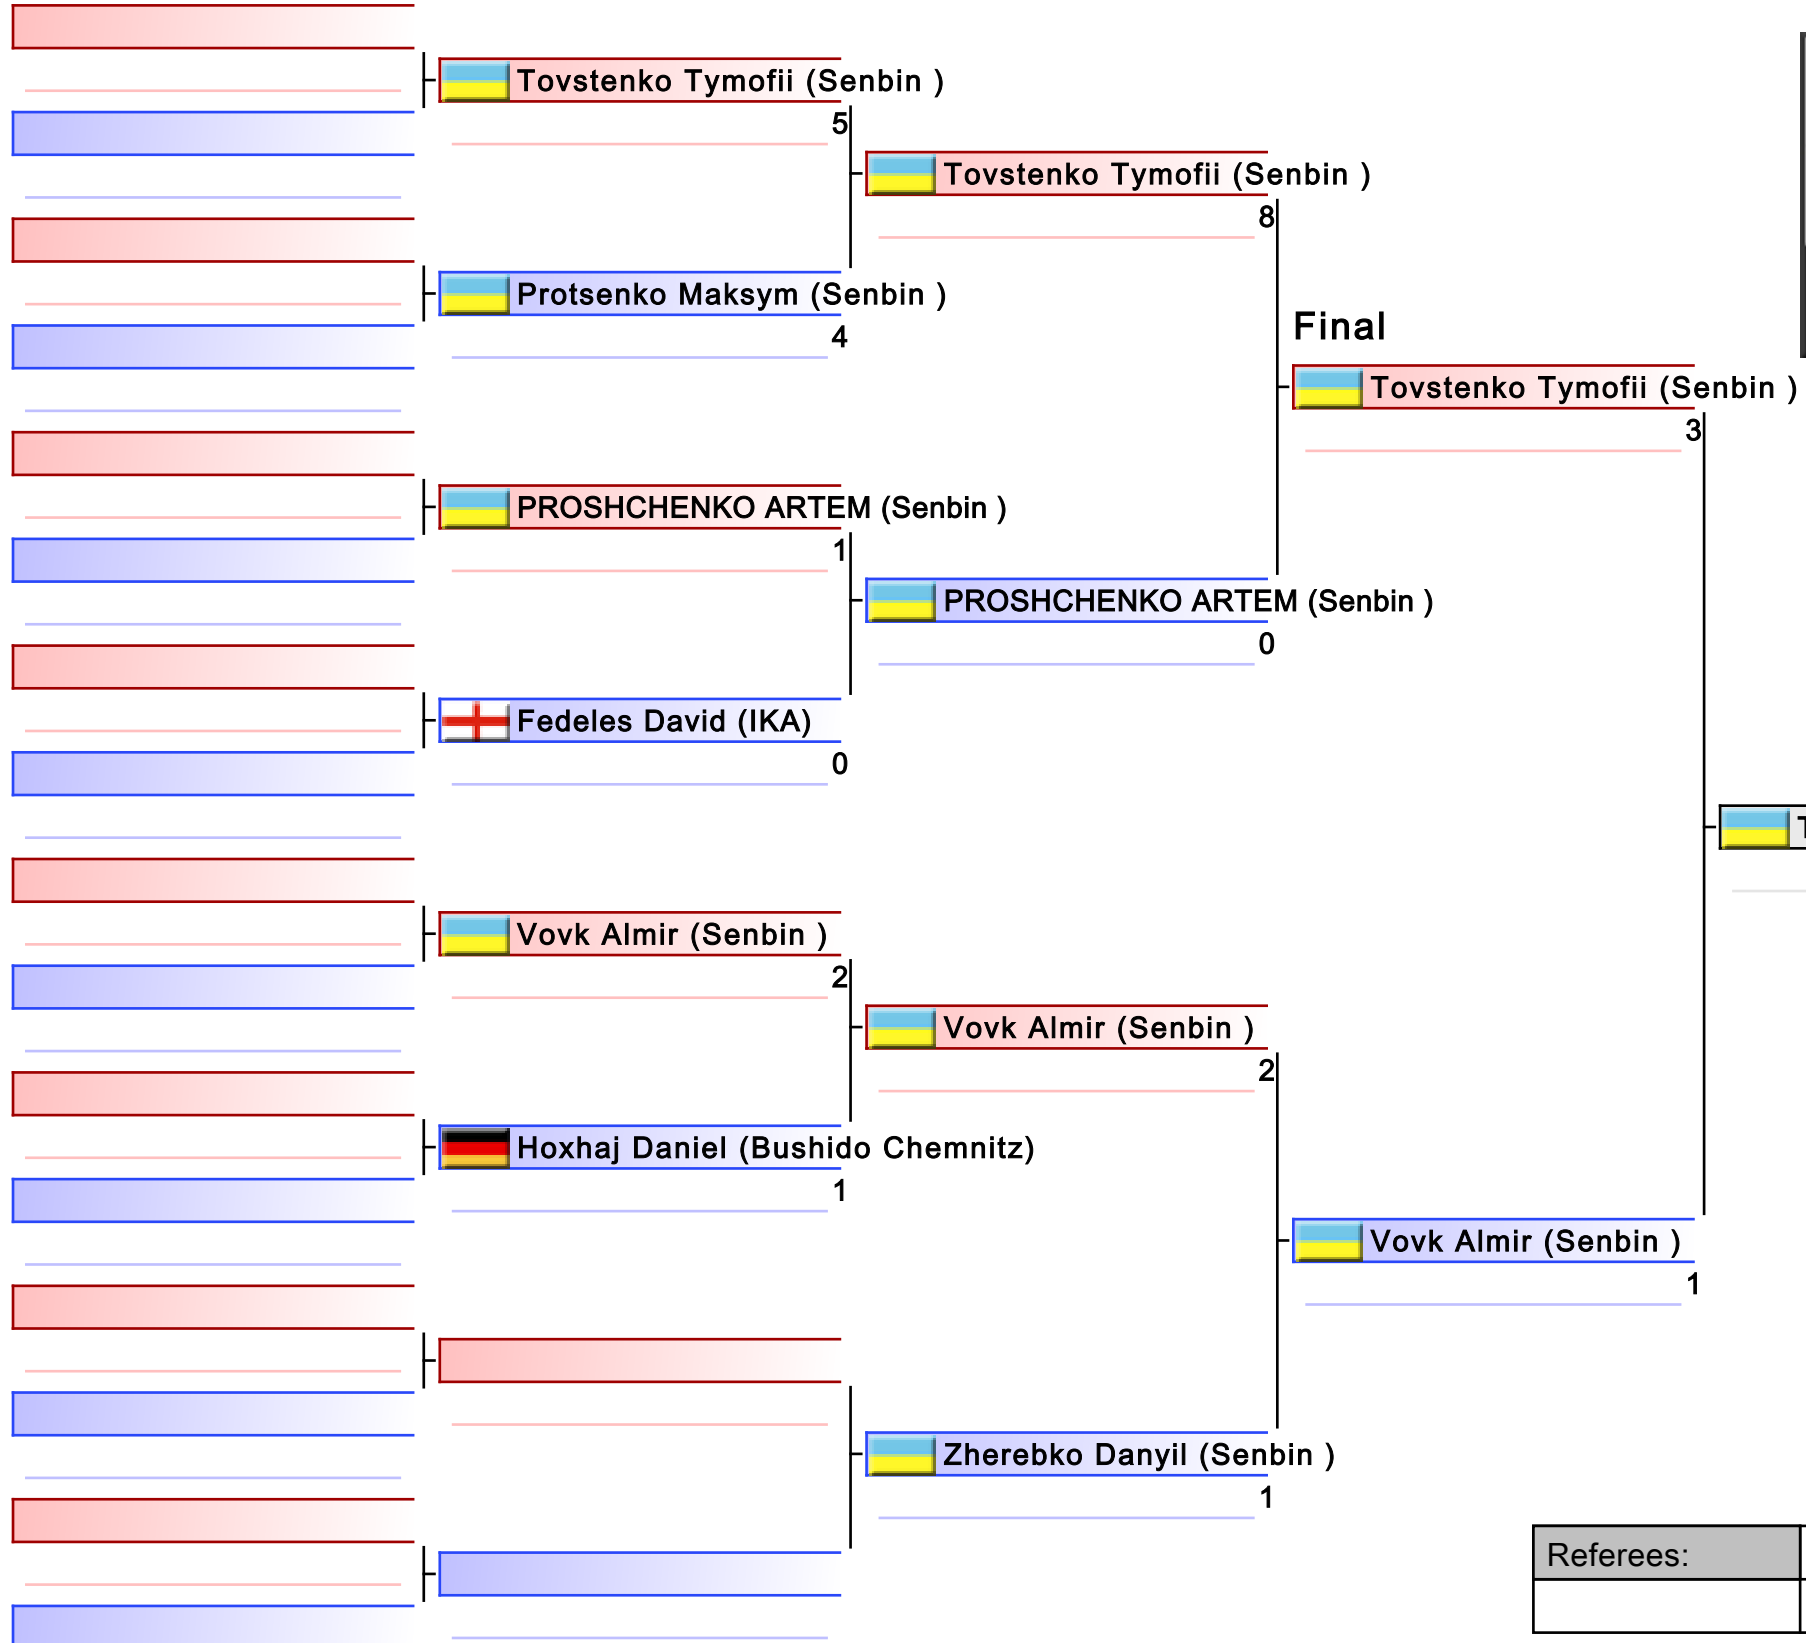 Tovstenko Tymofii (Senbin )
5
Tovstenko Tymofii (Senbin )
8
Protsenko Maksym (Senbin )
4
Final
Tovstenko Tymofii (Senbin )
3
PROSHCHENKO ARTEM (Senbin )
1
PROSHCHENKO ARTEM (Senbin )
0
Fedeles David (IKA)
0
Vovk Almir (Senbin )
2
Vovk Almir (Senbin )
2
Hoxhaj Daniel (Bushido Chemnitz)
1
Vovk Almir (Senbin )
1
Zherebko Danyil (Senbin )
1
Referees: